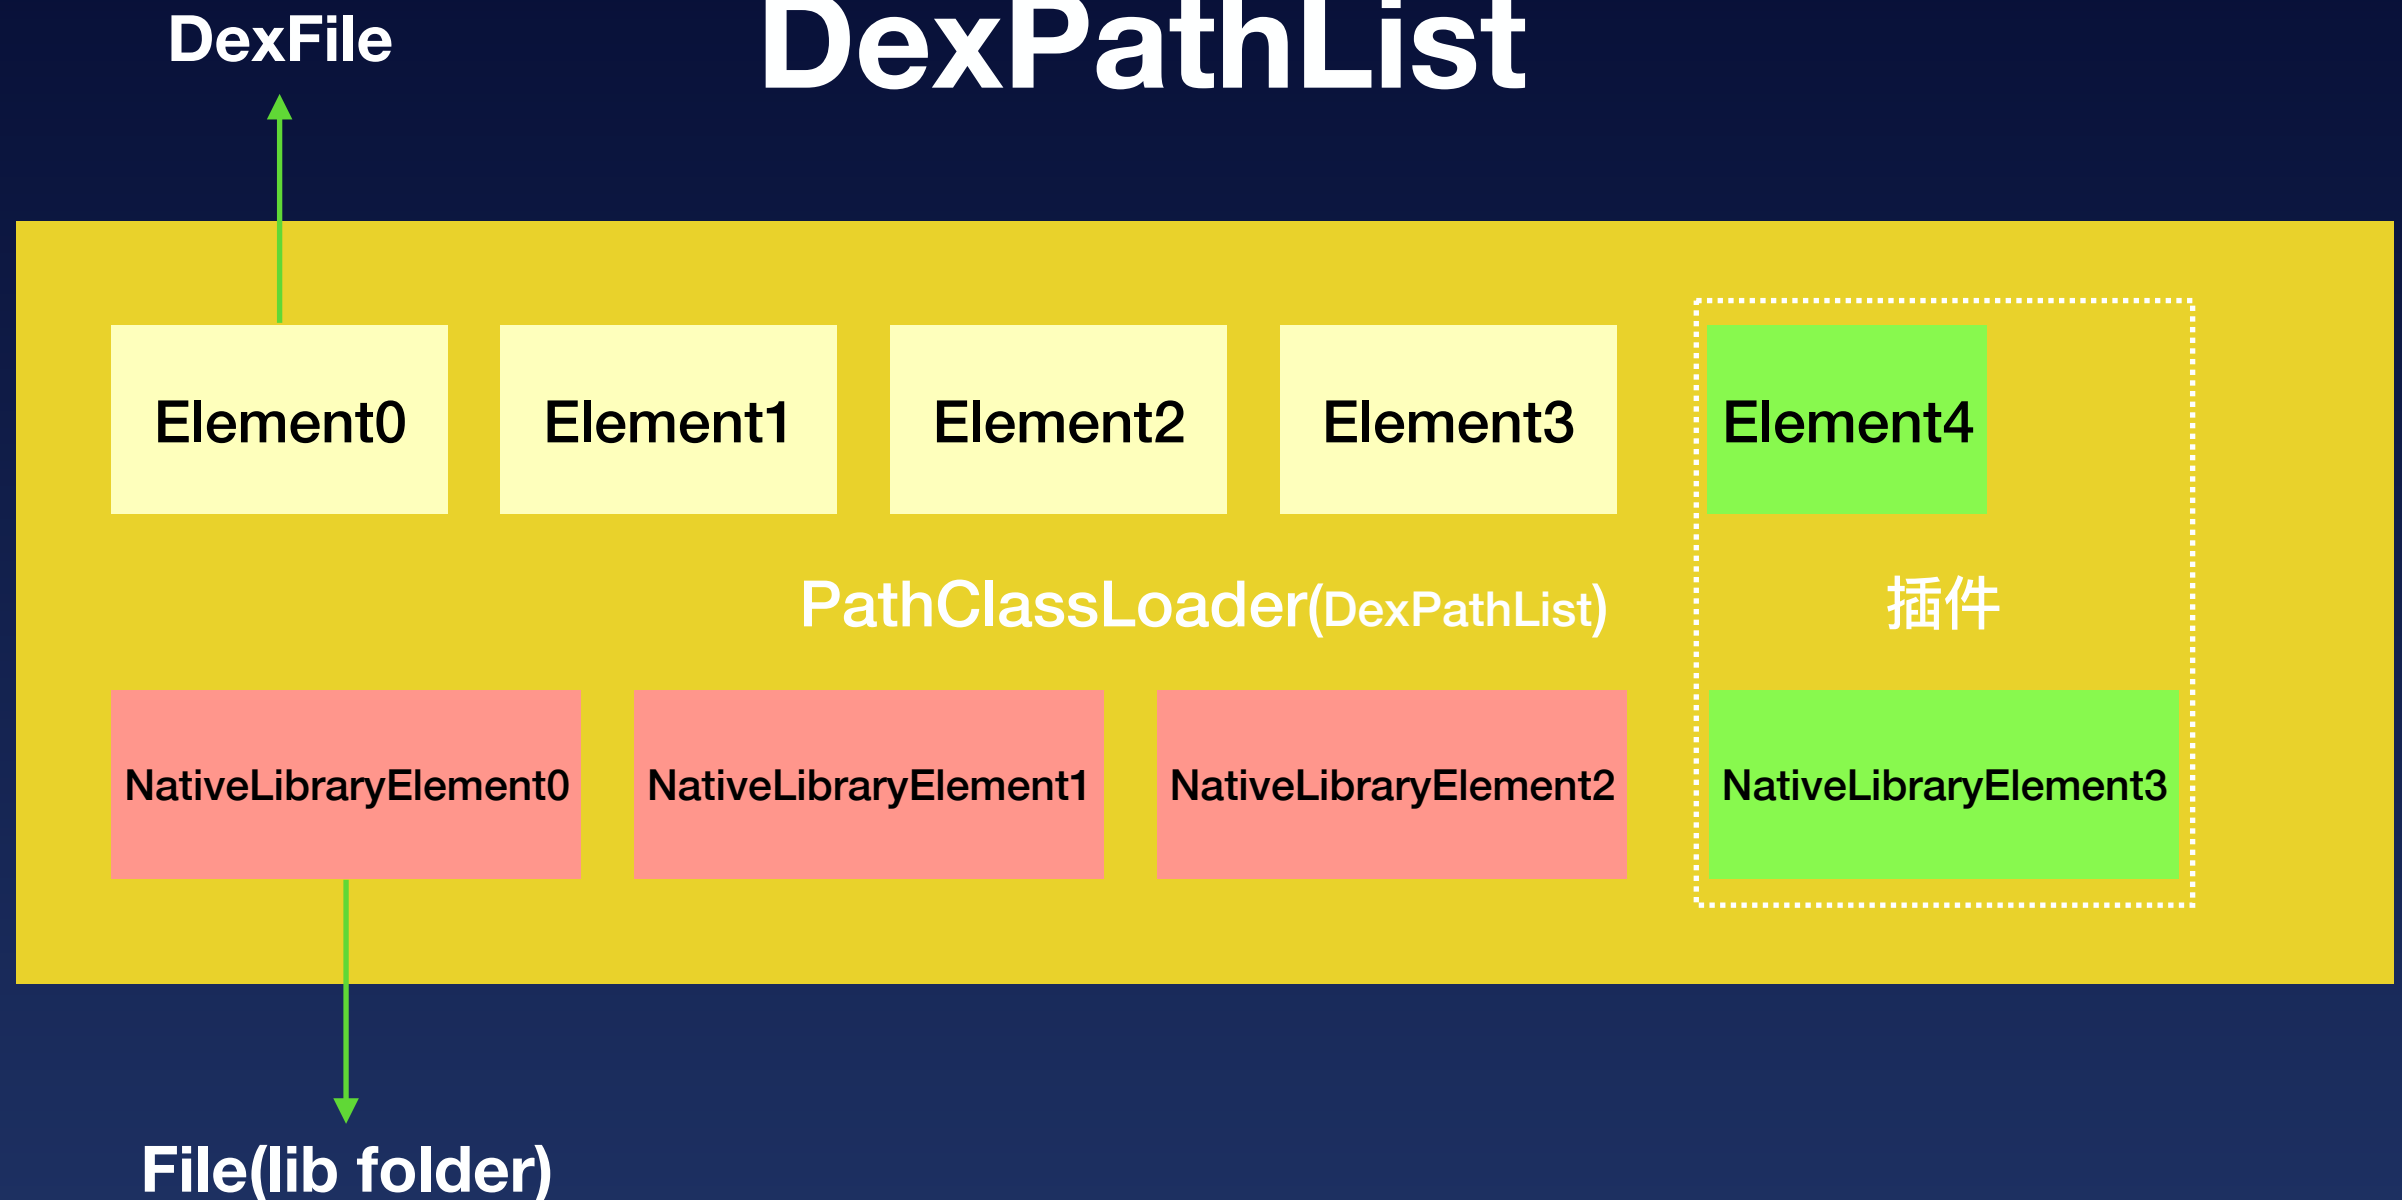 DexPathList
DexFile
Element0
Element1
Element2
Element3
Element4
PathClassLoader(DexPathList)
插件
NativeLibraryElement0
NativeLibraryElement1
NativeLibraryElement2
NativeLibraryElement3
File(lib folder)